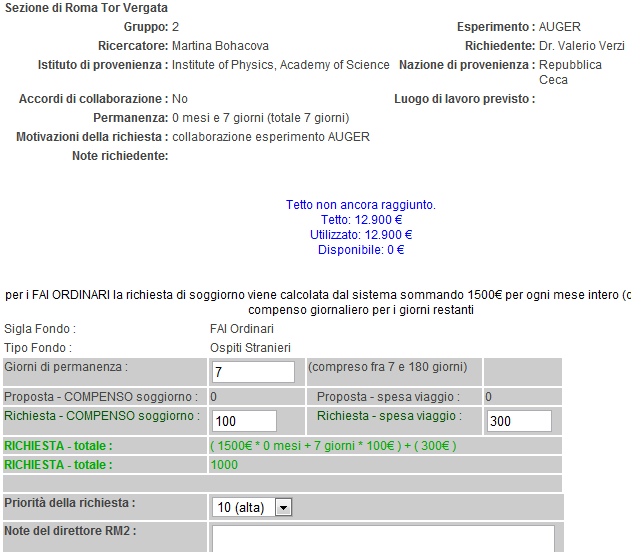 Sezione di Roma Tor Vergata
Gruppo: 2 Esperimento : AUGER
Ricercatore: Martina Bohacova Richiedente: Dr. Valerio Verzi
Istituto di provenienza : Institute of Physics, Academy of Science Nazione di provenienza : Repubblica
Ceca
Accordi di collaborazione : No Luogo di lavoro previsto :
Permanenza: 0 mesi e 7 giorni (totale 7 giorni)
Motivazioni della richiesta : collaborazione esperimento AUGER
Note richiedente:
Tetto non ancora raggiunto.
Tetto: 12.900 €
Utilizzato: 12.900 €
Disponibile: 0 €
per i FAI ORDINARI la richiesta di soggiorno viene calcolata dal sistema sommando 1500€ per ogni mese intero (c
compenso giornaliero per i giorni restanti
Sigla Fondo : FAI Ordinari
Tipo Fondo : Ospiti Stranieri
Giorni di permanenza : 7 (compreso fra 7 e 180 giorni)
Proposta - COMPENSO soggiorno : 0 Proposta - spesa viaggio : 0
Richiesta - COMPENSO soggiorno : 100 Richiesta - spesa viaggio : 300
RICHIESTA - totale : ( 1500€ * 0 mesi + 7 giorni * 100€ ) + ( 300€ )
RICHIESTA - totale : 1000
Priorità della richiesta : 10 (alta)
Note del direttore RM2 :